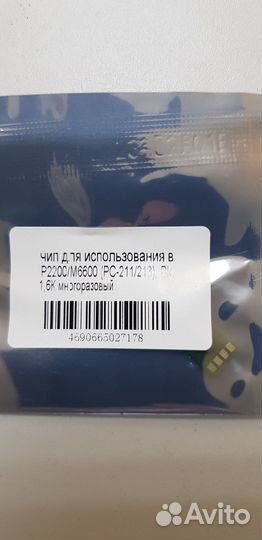 чип для использования в
P2200/M6600 (PC-211/213), BK
1,6K многоразовый
4690665027178
Avito